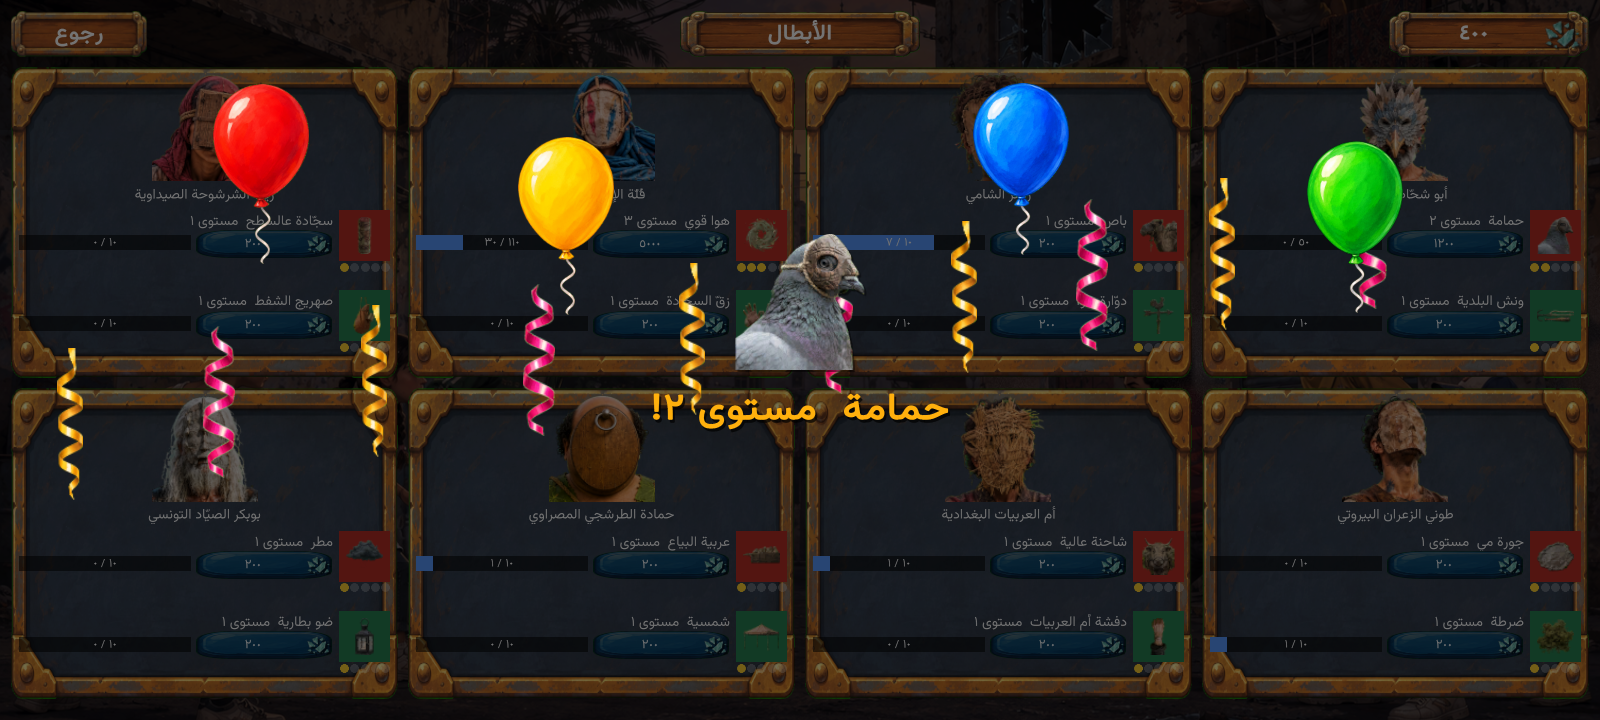 ٤٠٠
الأبطال
رجوع
أبو
حمامة مستوى ٢
١٢٠٠
٠ / ٥٠
ونش البلدية مستوى ١
٢٠٠
٠ / ١٠
الشامي
مستوى ١
٢٠٠
٧ / ١٠
مستوى ١
٢٠٠
٠ / ١٠
هوا قوي مستوى ٣
٥٠٠٠
٣٠ / ١١٠
مستوى ١
٢٠٠
٠ / ١٠
الشرشوحة الصيداوية
سجّادة عالسطح مستوى ١
٢٠٠
٠ / ١٠
صهريج الشفط مستوى ١
٢٠٠
٠ / ١٠
حمامة مستوى ٢!
طوني الزعران البيروتي
جورة مي مستوى ١
٢٠٠
٠ / ١٠
ضرطة مستوى ١
٢٠٠
١ / ١٠
أم العربيات البغدادية
شاحنة عالية مستوى ١
٢٠٠
١ / ١٠
دفشة أم العربيات مستوى ١
٢٠٠
٠ / ١٠
حمادة الطرشجي المصراوي
عربية البياع مستوى ١
٢٠٠
١ / ١٠
شمسية مستوى ١
٢٠٠
٠ / ١٠
بوبكر الصيّاد التونسي
مطر مستوى ١
٢٠٠
٠ / ١٠
ضو بطارية مستوى ١
٢٠٠
٠ / ١٠